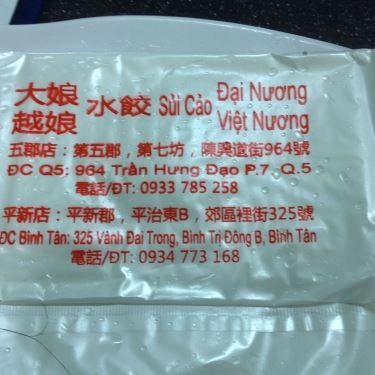 大娘 水餃 Sủi Cảo Đại Nương
越娘 Việt Nương
五郡店：第五郡，第七坊，陳興道街964號
ĐC Q5: 964 Trần Hưng Đạo P.7, Q.5
電話/ĐT: 0933 785 258
平新店：平新郡，平治東B，郊區裡街325號
ĐC Bình Tân: 325 Vành Đai Trong, Bình Trị Đông B, Bình Tân
電話/ĐT: 0934 773 168